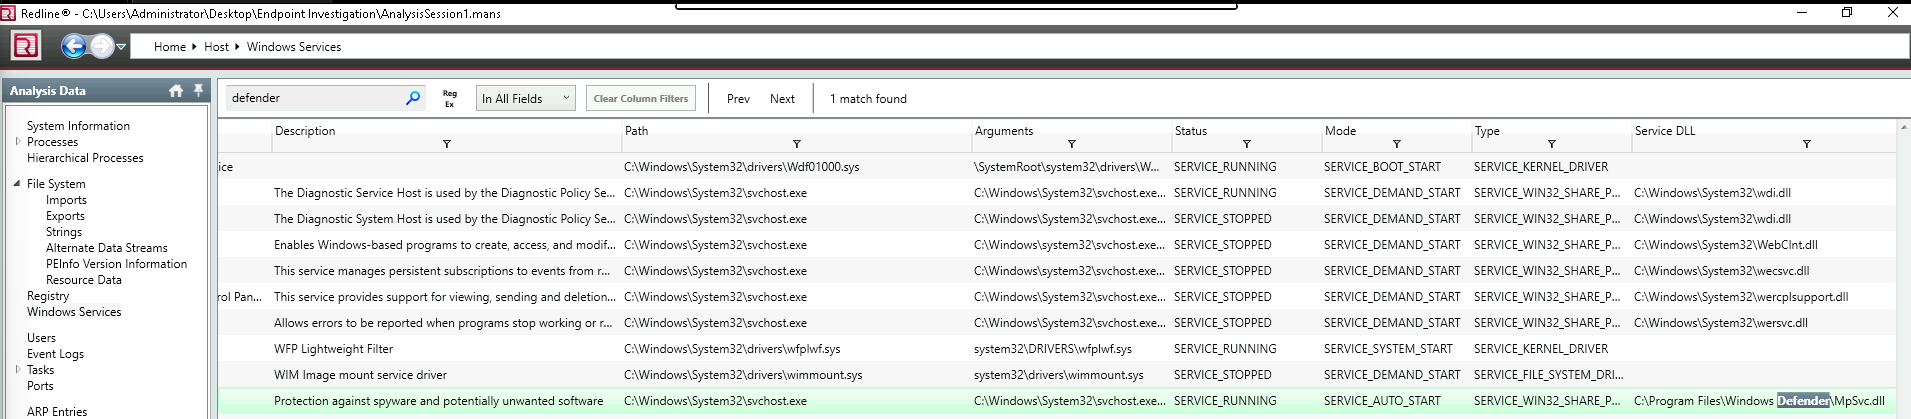 Redline® - C:\Users\Administrator\Desktop\Endpoint Investigation\AnalysisSession1.mans
Home Host Windows Services
Analysis Data
defender Reg Ex In All Fields Clear Column Filters Prev Next 1 match found
System Information
Processes
Hierarchical Processes
File System
Imports
Exports
Strings
Alternate Data Streams
PEInfo Version Information
Resource Data
Registry
Windows Services
Users
Event Logs
Tasks
Ports
ARP Entries
Description Path Arguments Status Mode Type Service DLL
ice C:\Windows\System32\drivers\Wdf01000.sys \SystemRoot\system32\drivers\W... SERVICE_RUNNING SERVICE_BOOT_START SERVICE_KERNEL_DRIVER
The Diagnostic Service Host is used by the Diagnostic Policy Se... C:\Windows\System32\svchost.exe C:\Windows\System32\svchost.exe... SERVICE_RUNNING SERVICE_DEMAND_START SERVICE_WIN32_SHARE_P... C:\Windows\System32\wdi.dll
The Diagnostic System Host is used by the Diagnostic Policy Se... C:\Windows\System32\svchost.exe C:\Windows\System32\svchost.exe... SERVICE_STOPPED SERVICE_DEMAND_START SERVICE_WIN32_SHARE_P... C:\Windows\System32\wdi.dll
Enables Windows-based programs to create, access, and modif... C:\Windows\System32\svchost.exe C:\Windows\system32\svchost.exe... SERVICE_STOPPED SERVICE_DEMAND_START SERVICE_WIN32_SHARE_P... C:\Windows\System32\WebClnt.dll
This service manages persistent subscriptions to events from r... C:\Windows\System32\svchost.exe C:\Windows\System32\svchost.exe... SERVICE_STOPPED SERVICE_DEMAND_START SERVICE_WIN32_SHARE_P... C:\Windows\System32\wecsvc.dll
rol Pan... This service provides support for viewing, sending and deletion... C:\Windows\System32\svchost.exe C:\Windows\System32\svchost.exe... SERVICE_STOPPED SERVICE_DEMAND_START SERVICE_WIN32_SHARE_P... C:\Windows\System32\wercplsupport.dll
Allows errors to be reported when programs stop working or r... C:\Windows\System32\svchost.exe C:\Windows\System32\svchost.exe... SERVICE_STOPPED SERVICE_DEMAND_START SERVICE_WIN32_SHARE_P... C:\Windows\System32\wersvc.dll
WFP Lightweight Filter C:\Windows\System32\drivers\wfplwf.sys system32\DRIVERS\wfplwf.sys SERVICE_RUNNING SERVICE_SYSTEM_START SERVICE_KERNEL_DRIVER
WIM Image mount service driver C:\Windows\System32\drivers\wimmount.sys system32\drivers\wimmount.sys SERVICE_STOPPED SERVICE_DEMAND_START SERVICE_FILE_SYSTEM_DRI...
Protection against spyware and potentially unwanted software C:\Windows\System32\svchost.exe C:\Windows\System32\svchost.exe... SERVICE_RUNNING SERVICE_AUTO_START SERVICE_WIN32_SHARE_P... C:\Program Files\Windows Defender\MpSvc.dll